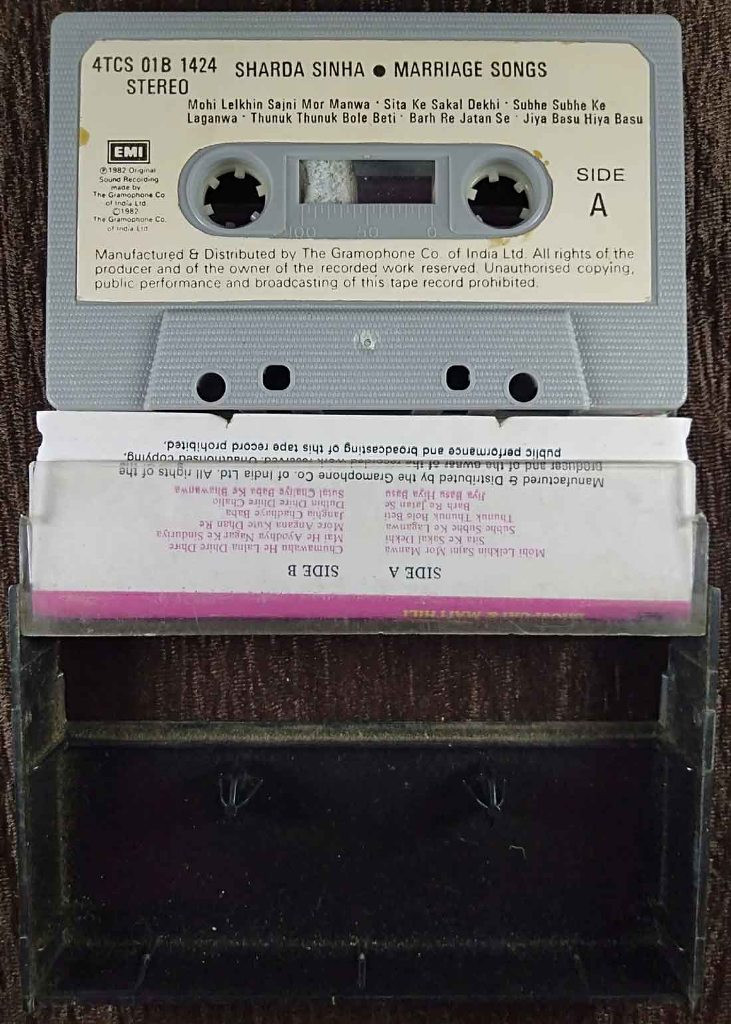 4TCS 01B 1424 SHARDA SINHA ● MARRIAGE SONGS
STEREO
Mohi Lelkhin Sajni Mor Manwa · Sita Ke Sakal Dekhi · Subhe Subhe Ke
Laganwa · Thunuk Thunuk Bole Beti · Barh Re Jatan Se · Jiya Basu Hiya Basu
EMI
℗1982 Original
Sound Recording
made by
The Gramophone Co
of India Ltd
©1982
The Gramophone Co.
of India Ltd
SIDE
A
100 50 0
Manufactured & Distributed by The Gramophone Co. of India Ltd. All rights of the
producer and of the owner of the recorded work reserved. Unauthorised copying,
public performance and broadcasting of this tape record prohibited.
BHOJPURI & MAITHILI
SIDE A
Mohi Lelkhin Sajni Mor Manwa
Sita Ke Sakal Dekhi
Subhe Subhe Ke Laganwa
Thunuk Thunuk Bole Beti
Barh Re Jatan Se
Jiya Basu Hiya Basu
SIDE B
Chumawahu He Lalna Dhire Dhire
Mai He Ayodhya Ke Nagar Ke Sinduriya
More Angana Kute Dhan Re
Chadhaye Baba
Dulhin Dhire Dhire
Baba Ke Bhawanwa
Manufactured & Distributed by the Gramophone Co. of India Ltd. All rights of the
producer and of the owner of the recorded work reserved Unauthorised copying,
public performance and broadcasting of this tape record prohibited.